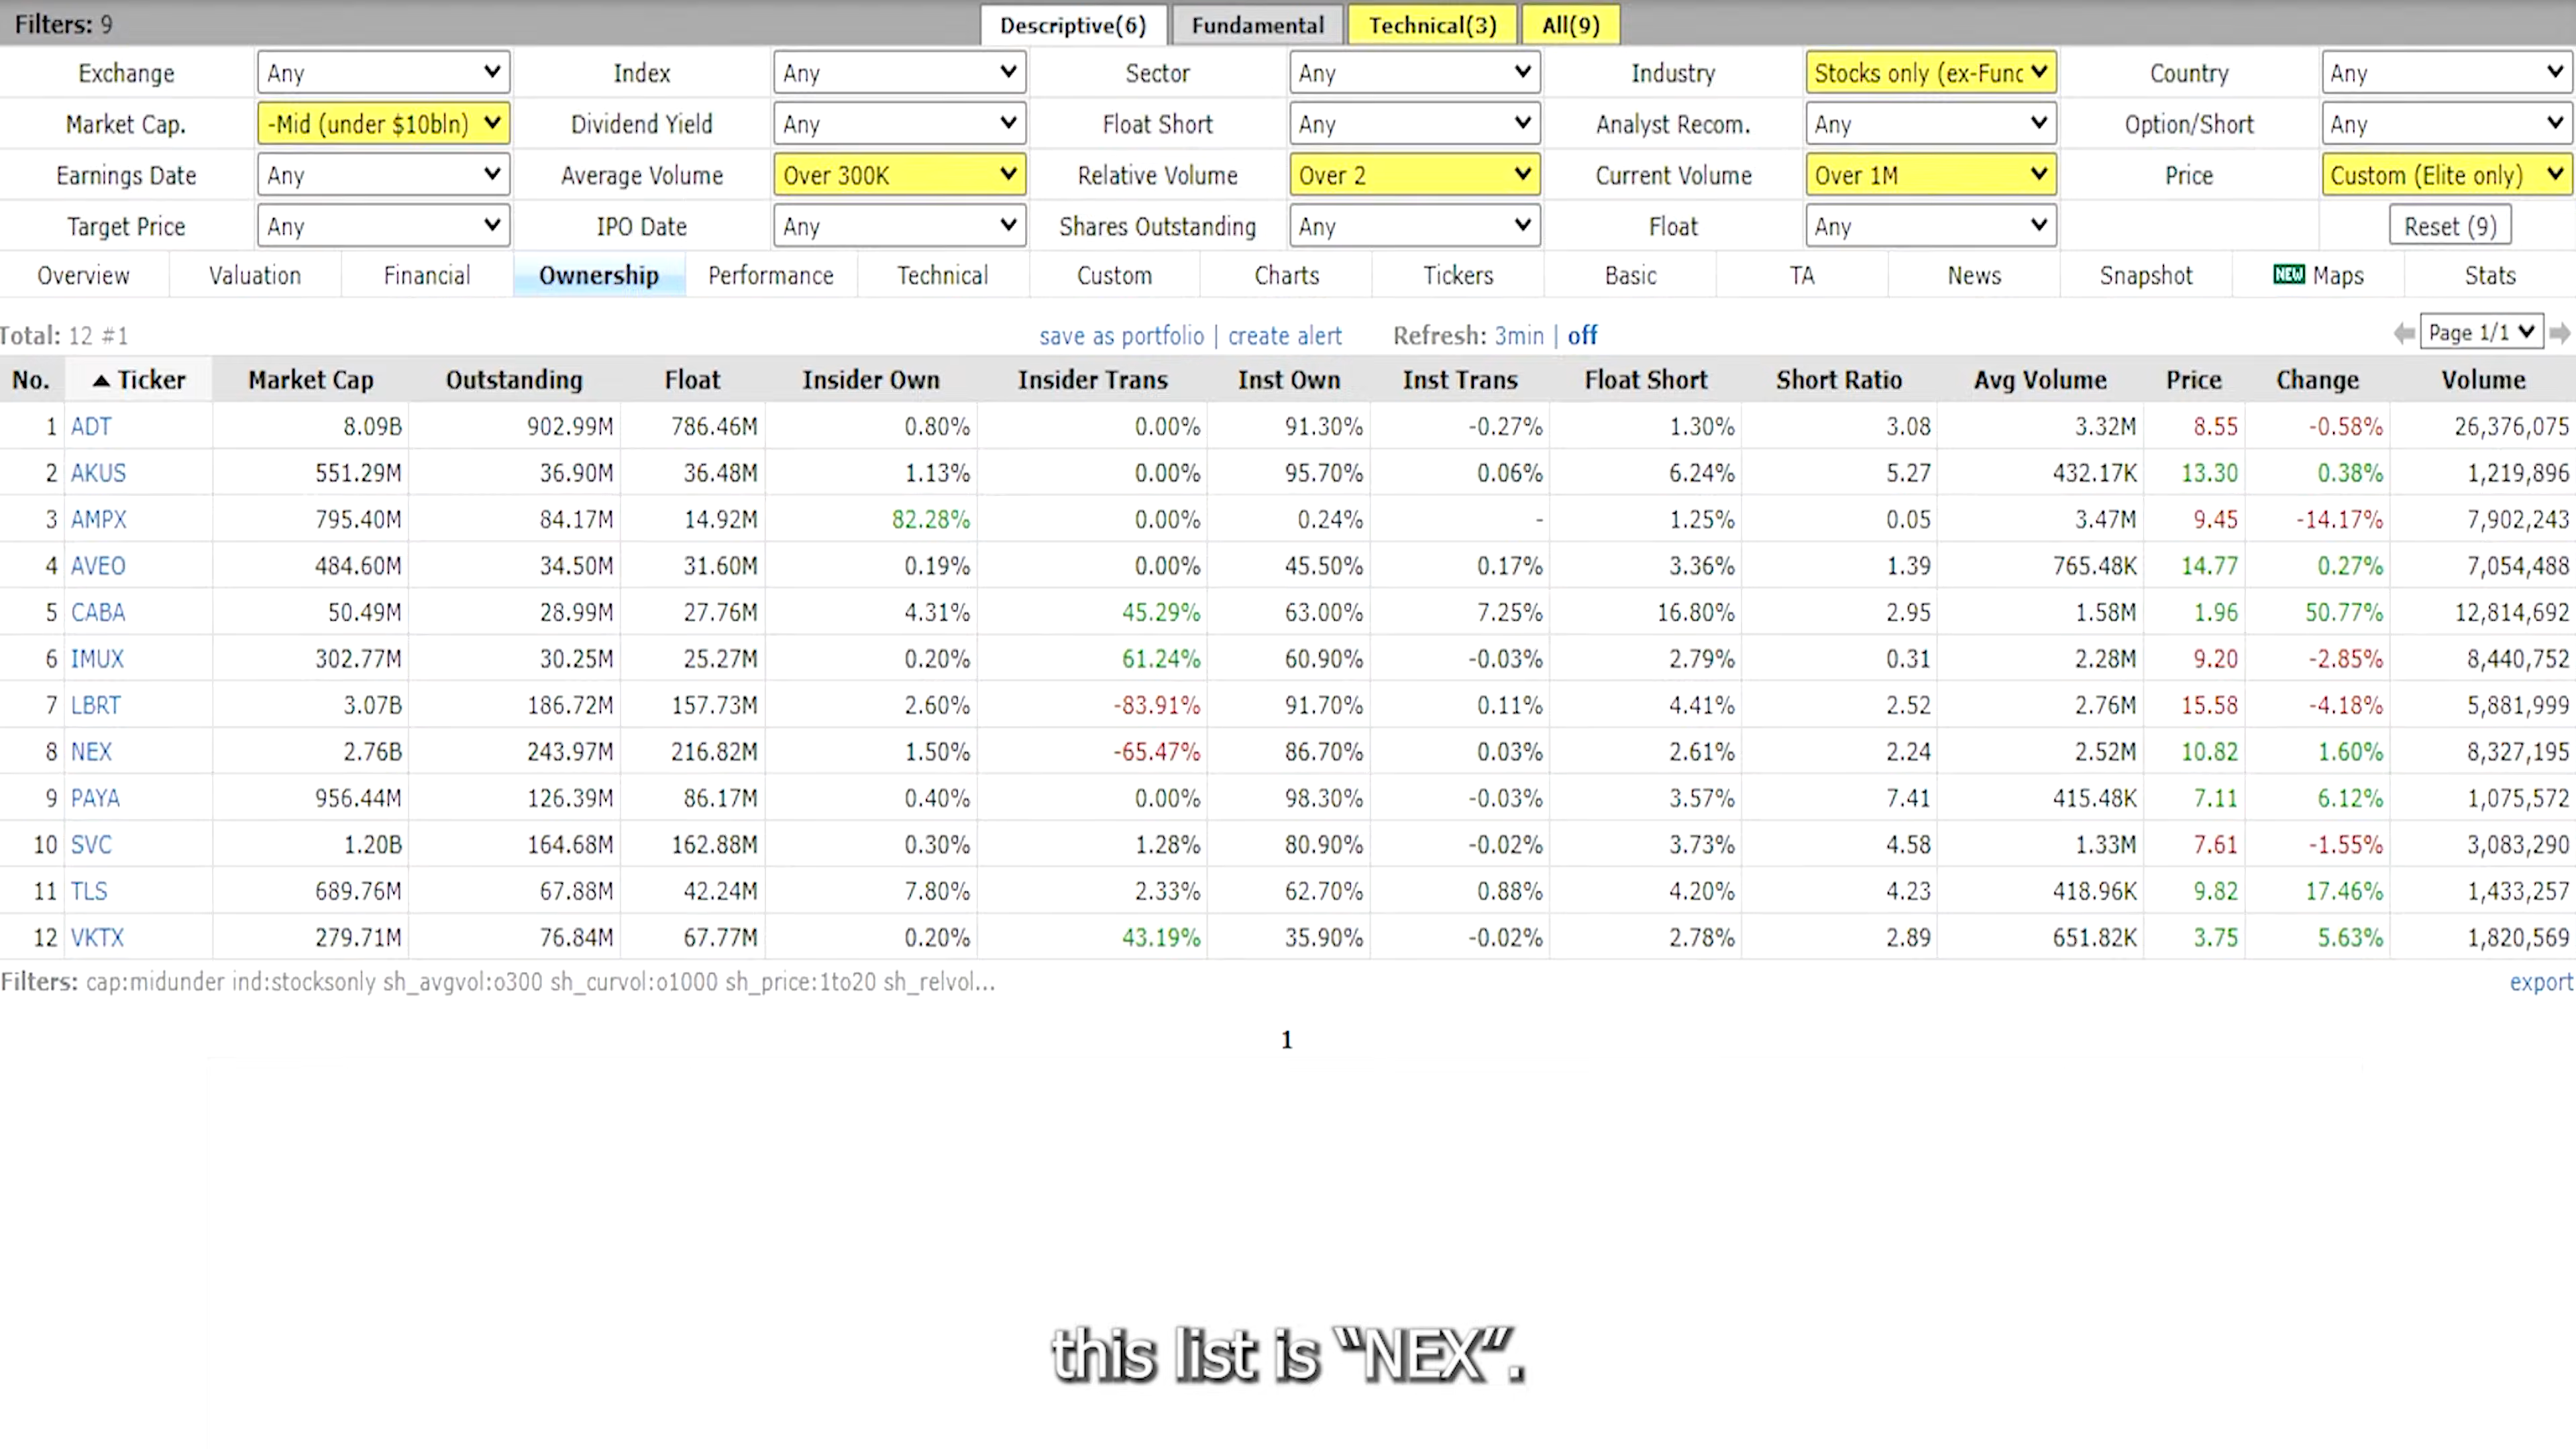 Filters: 9 Descriptive(6) Fundamental Technical(3) All(9)
Exchange Any Index Any Sector Any Industry Stocks only (ex-Func Country Any
Market Cap. -Mid (under $10bln) Dividend Yield Any Float Short Any Analyst Recom. Any Option/Short Any
Earnings Date Any Average Volume Over 300K Relative Volume Over 2 Current Volume Over 1M Price Custom (Elite only)
Target Price Any IPO Date Any Shares Outstanding Any Float Any Reset (9)
Overview Valuation Financial Ownership Performance Technical Custom Charts Tickers Basic TA News Snapshot NEW Maps Stats
Total: 12 #1 save as portfolio | create alert Refresh: 3min | off Page 1/1
No. ▲ Ticker Market Cap Outstanding Float Insider Own Insider Trans Inst Own Inst Trans Float Short Short Ratio Avg Volume Price Change Volume
1 ADT 8.09B 902.99M 786.46M 0.80% 0.00% 91.30% -0.27% 1.30% 3.08 3.32M 8.55 -0.58% 26,376,075
2 AKUS 551.29M 36.90M 36.48M 1.13% 0.00% 95.70% 0.06% 6.24% 5.27 432.17K 13.30 0.38% 1,219,896
3 AMPX 795.40M 84.17M 14.92M 82.28% 0.00% 0.24% - 1.25% 0.05 3.47M 9.45 -14.17% 7,902,243
4 AVEO 484.60M 34.50M 31.60M 0.19% 0.00% 45.50% 0.17% 3.36% 1.39 765.48K 14.77 0.27% 7,054,488
5 CABA 50.49M 28.99M 27.76M 4.31% 45.29% 63.00% 7.25% 16.80% 2.95 1.58M 1.96 50.77% 12,814,692
6 IMUX 302.77M 30.25M 25.27M 0.20% 61.24% 60.90% -0.03% 2.79% 0.31 2.28M 9.20 -2.85% 8,440,752
7 LBRT 3.07B 186.72M 157.73M 2.60% -83.91% 91.70% 0.11% 4.41% 2.52 2.76M 15.58 -4.18% 5,881,999
8 NEX 2.76B 243.97M 216.82M 1.50% -65.47% 86.70% 0.03% 2.61% 2.24 2.52M 10.82 1.60% 8,327,195
9 PAYA 956.44M 126.39M 86.17M 0.40% 0.00% 98.30% -0.03% 3.57% 7.41 415.48K 7.11 6.12% 1,075,572
10 SVC 1.20B 164.68M 162.88M 0.30% 1.28% 80.90% -0.02% 3.73% 4.58 1.33M 7.61 -1.55% 3,083,290
11 TLS 689.76M 67.88M 42.24M 7.80% 2.33% 62.70% 0.88% 4.20% 4.23 418.96K 9.82 17.46% 1,433,257
12 VKTX 279.71M 76.84M 67.77M 0.20% 43.19% 35.90% -0.02% 2.78% 2.89 651.82K 3.75 5.63% 1,820,569
Filters: cap:midunder ind:stocksonly sh_avgvol:o300 sh_curvol:o1000 sh_price:1to20 sh_relvol... export
1
this list is “NEX”.